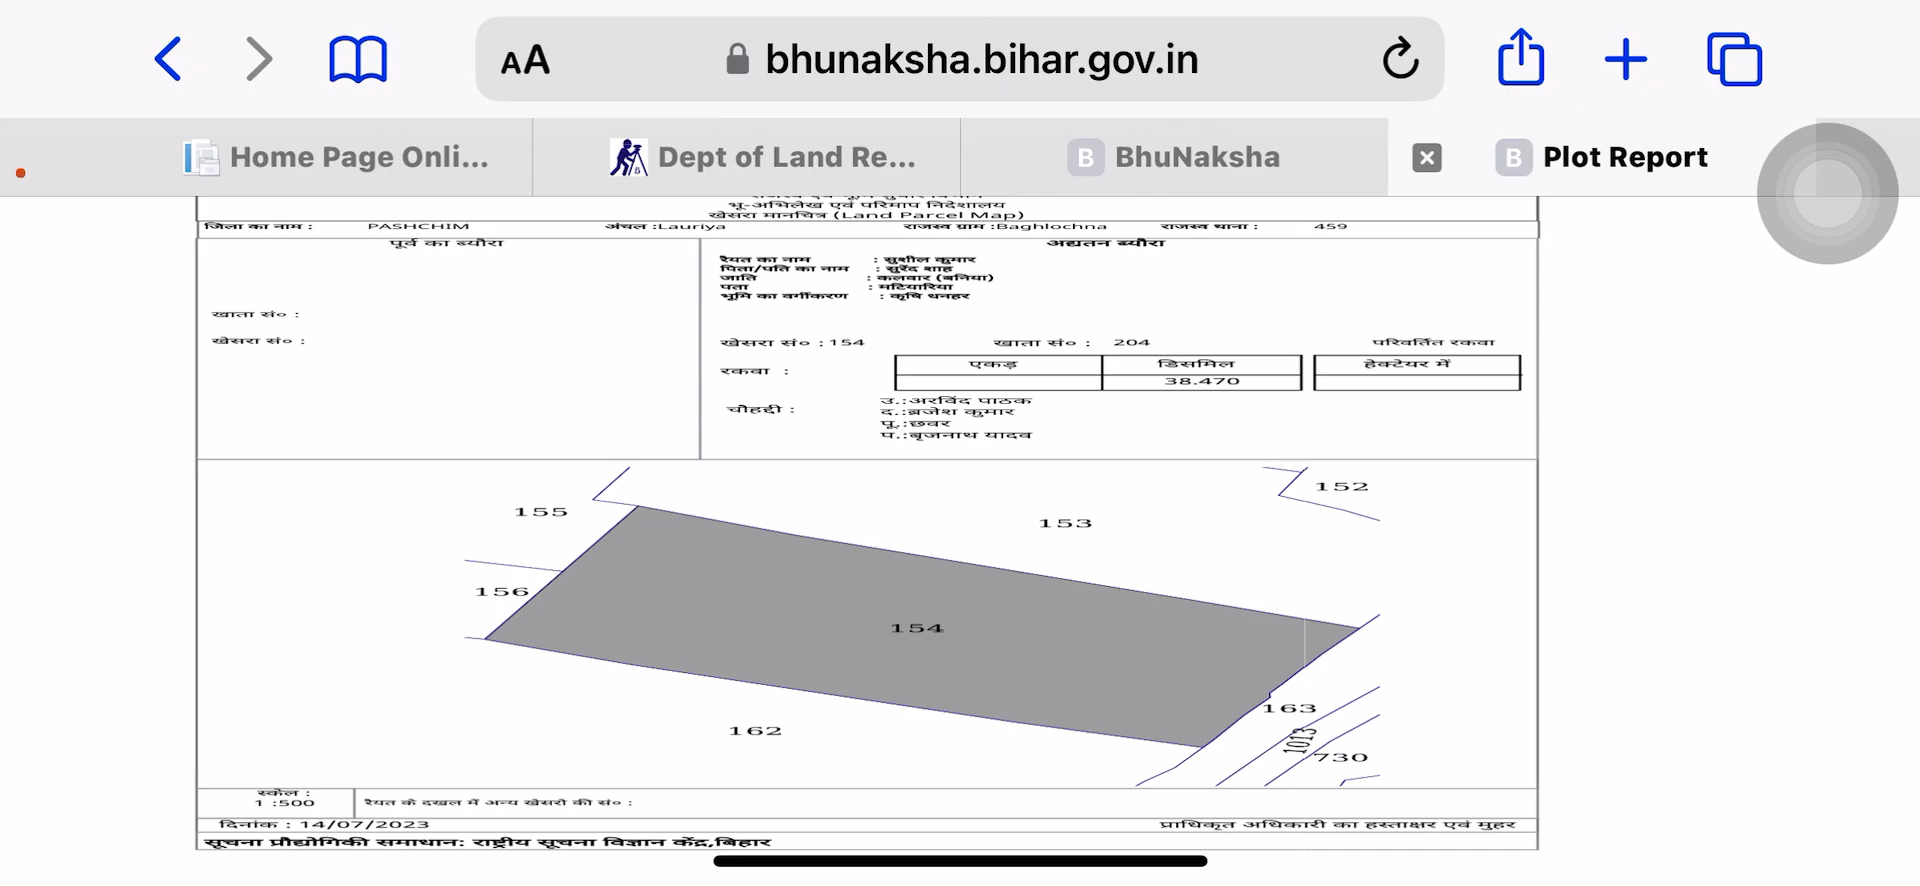 AA bhunaksha.bihar.gov.in
Home Page Onli... Dept of Land Re... B BhuNaksha B Plot Report
भू-अभिलेख एवं परिमाप निदेशालय
खेसरा मानचित्र (Land Parcel Map)
जिला का नाम : PASHCHIM अंचल :Lauriya राजस्व ग्राम :Baghlochna राजस्व थाना : 459
पूर्व का ब्यौरा अद्यतन ब्यौरा
रैयत का नाम : सुशील कुमार
पिता/पति का नाम : सुरेंद शाह
जाति : कलवार (बनिया)
पता : मटियारिया
भूमि का वर्गीकरण : कृषि धनहर
खाता सं० :
खेसरा सं० :
खेसरा सं० : 154 खाता सं० : 204 परिवर्तित रकवा
रकवा : एकड़ डिसमिल हेक्टेयर में
38.470
चौहद्दी : उ.:अरविंद पाठक
द.:ब्रजेश कुमार
पू.:छवर
प.:बृजनाथ यादव
152
155
153
156
154
163
162
1013
730
स्केल :
1 :500 रैयत के दखल में अन्य खेसरों की सं० :
दिनांक : 14/07/2023 प्राधिकृत अधिकारी का हस्ताक्षर एवं मुहर
सूचना प्रौद्योगिकी समाधान: राष्ट्रीय सूचना विज्ञान केंद्र,बिहार